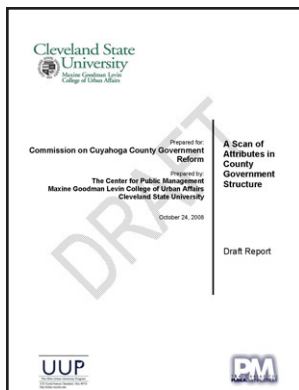 Cleveland State
University
Maxine Goodman Levin
College of Urban Affairs
DRAFT
Prepared for:
Commission on Cuyahoga County Government
Reform
Prepared by:
The Center for Public Management
Maxine Goodman Levin College of Urban Affairs
Cleveland State University
October 24, 2008
A Scan of
Attributes in
County
Government
Structure
Draft Report
UUP
PM